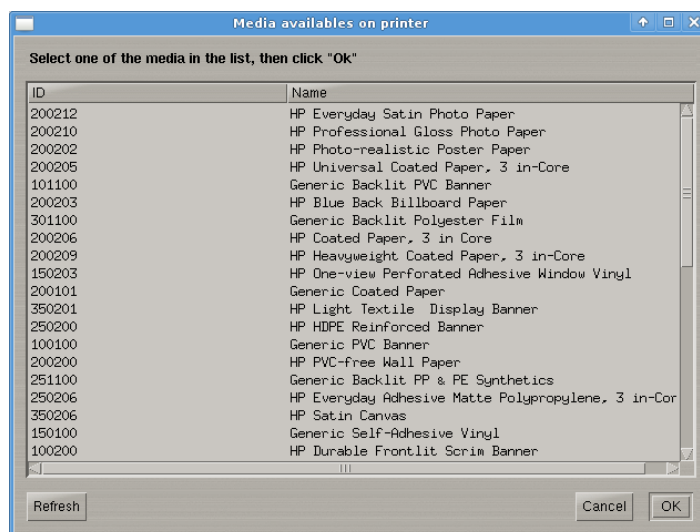 Media availables on printer
Select one of the media in the list, then click "Ok"
ID Name
200212 HP Everyday Satin Photo Paper
200210 HP Professional Gloss Photo Paper
200202 HP Photo-realistic Poster Paper
200205 HP Universal Coated Paper, 3 in-Core
101100 Generic Backlit PVC Banner
200203 HP Blue Back Billboard Paper
301100 Generic Backlit Polyester Film
200206 HP Coated Paper, 3 in Core
200209 HP Heavyweight Coated Paper, 3 in-Core
150203 HP One-view Perforated Adhesive Window Vinyl
200101 Generic Coated Paper
350201 HP Light Textile  Display Banner
250200 HP HDPE Reinforced Banner
100100 Generic PVC Banner
200200 HP PVC-free Wall Paper
251100 Generic Backlit PP & PE Synthetics
250206 HP Everyday Adhesive Matte Polypropylene, 3 in-Cor
350206 HP Satin Canvas
150100 Generic Self-Adhesive Vinyl
100200 HP Durable Frontlit Scrim Banner
Refresh Cancel OK